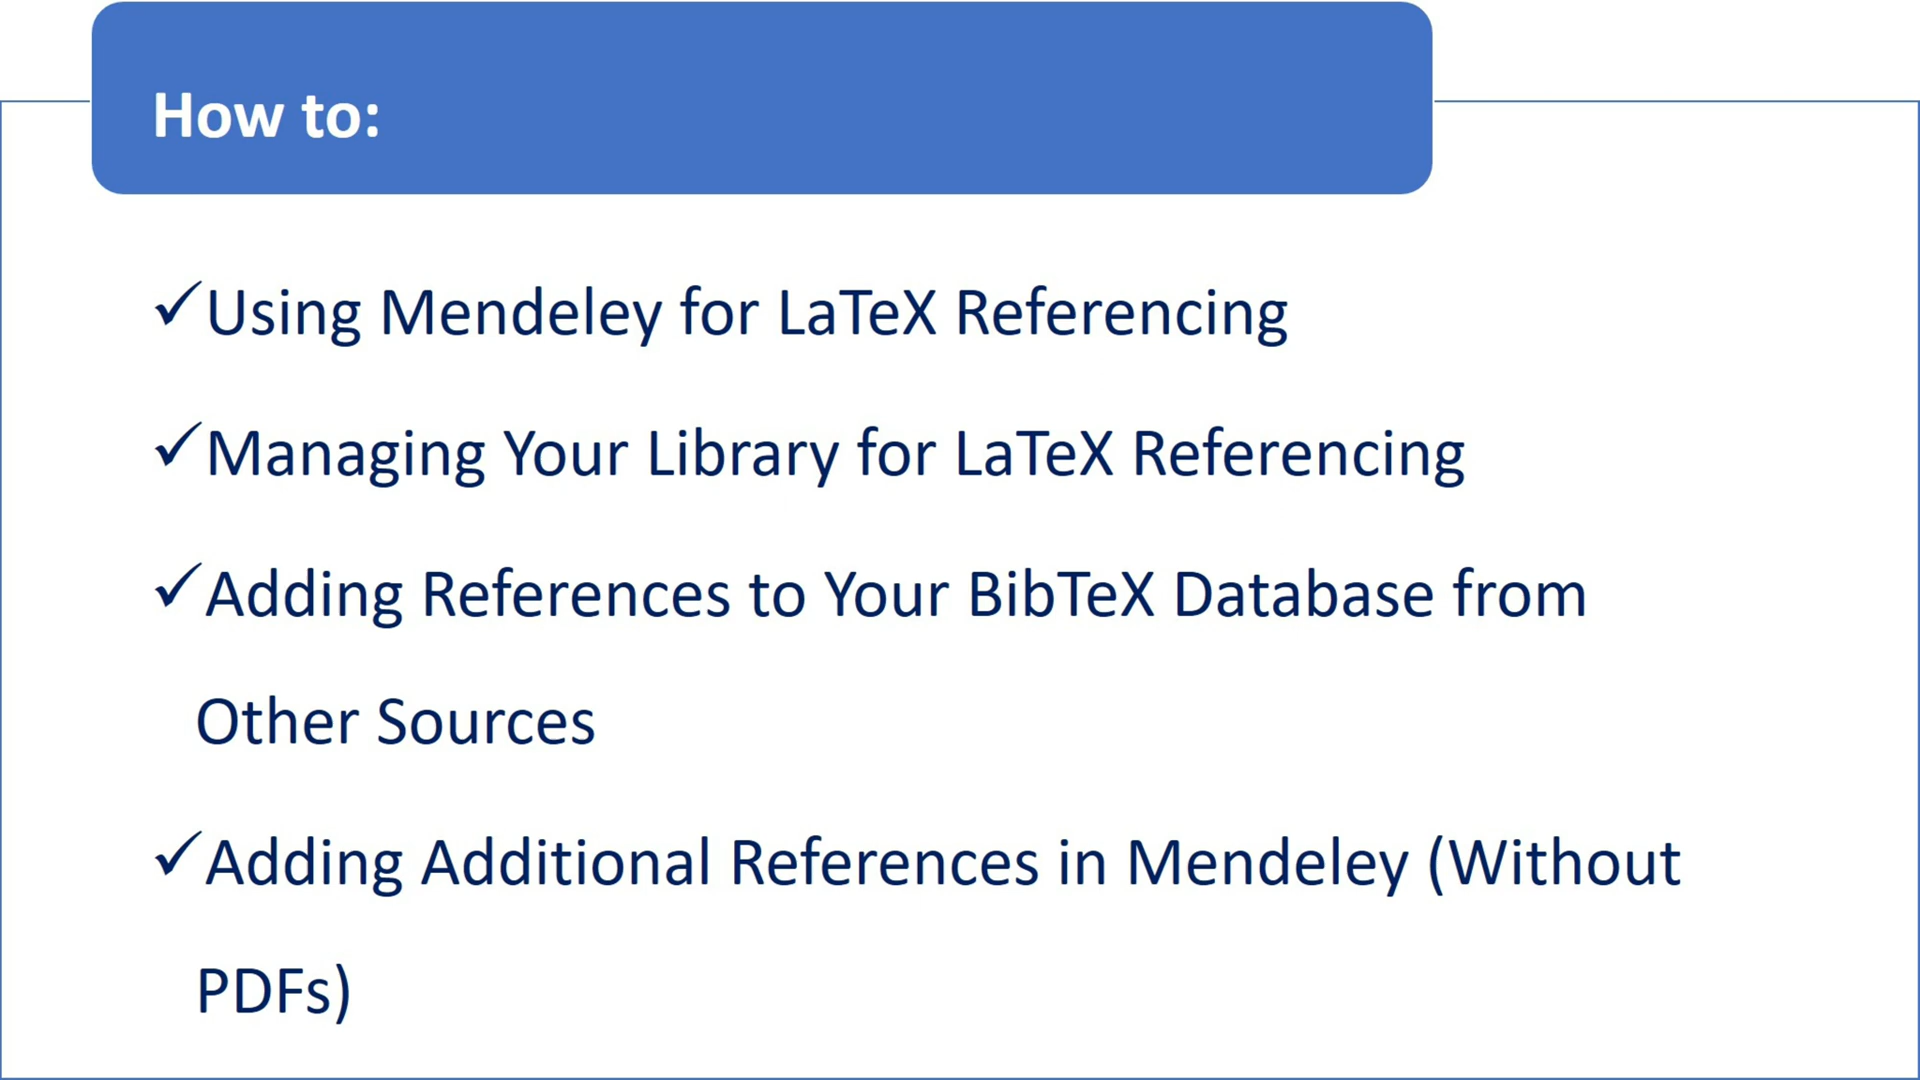 How to:
✓Using Mendeley for LaTeX Referencing
✓Managing Your Library for LaTeX Referencing
✓Adding References to Your BibTeX Database from
Other Sources
✓Adding Additional References in Mendeley (Without
PDFs)